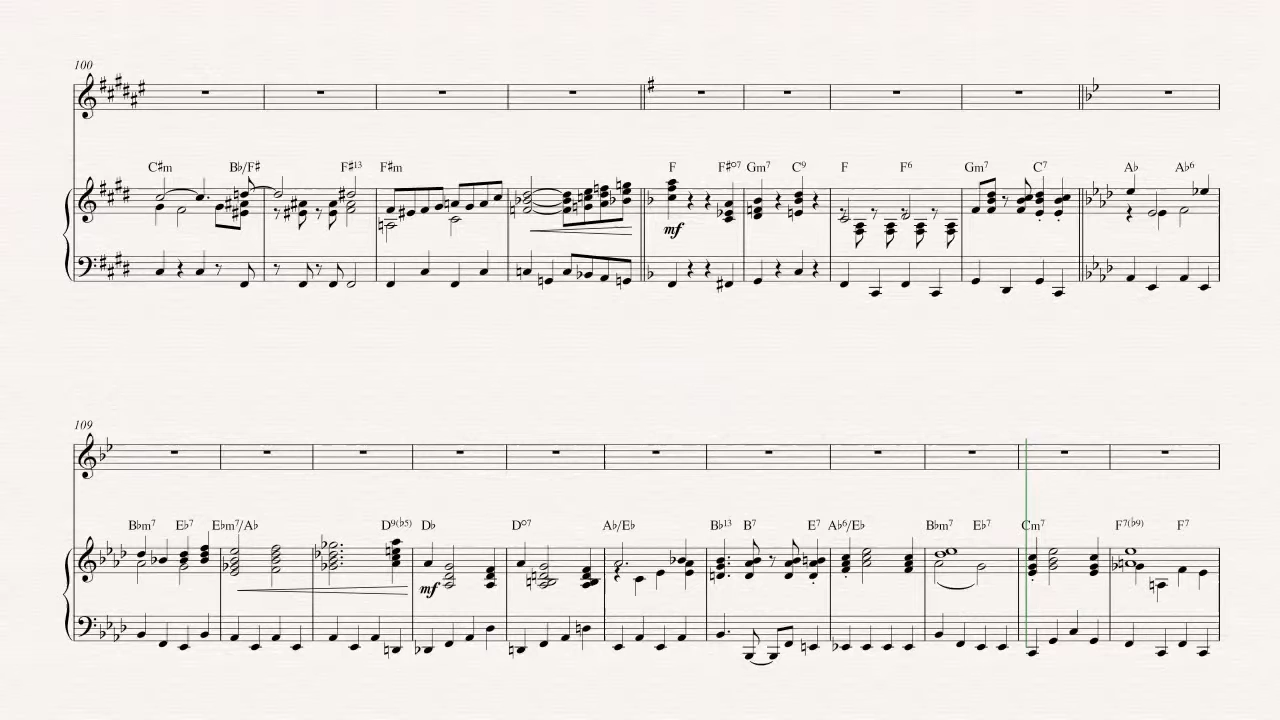 100
C♯m B♭/F♯ F♯13 F♯m F F♯°7 Gm7 C9 F F6 Gm7 C7 A♭ A♭6
mf
109
B♭m7 E♭7 E♭m7/A♭ D9(♭5) D♭ D°7 A♭/E♭ B♭13 B7 E7 A♭6/E♭ B♭m7 E♭7 Cm7 F7(♭9) F7
mf